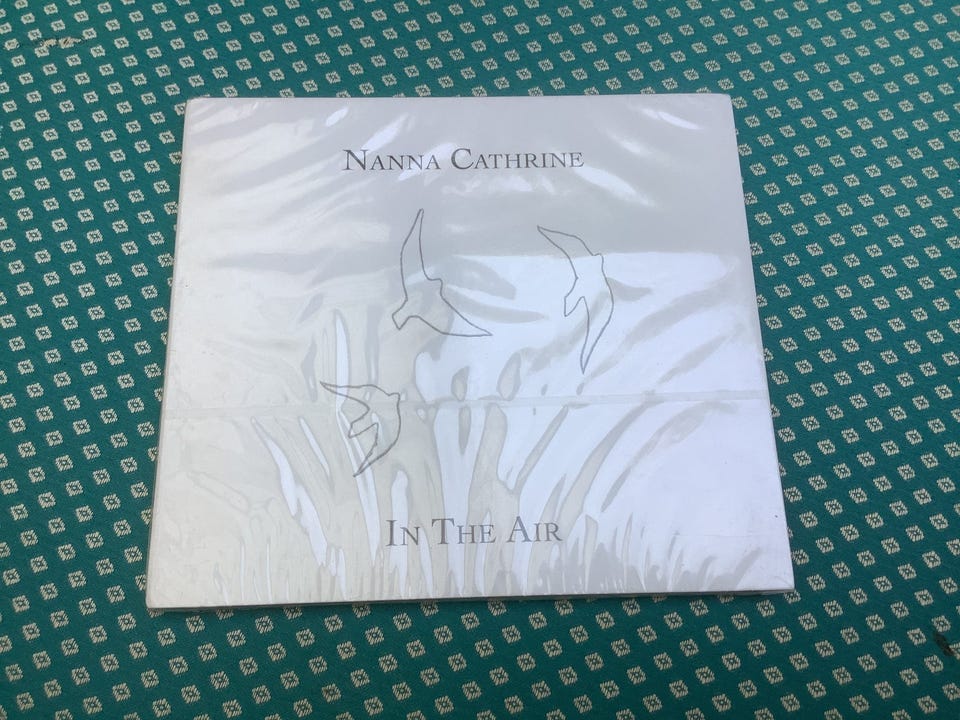 Nanna Cathrine
In The Air